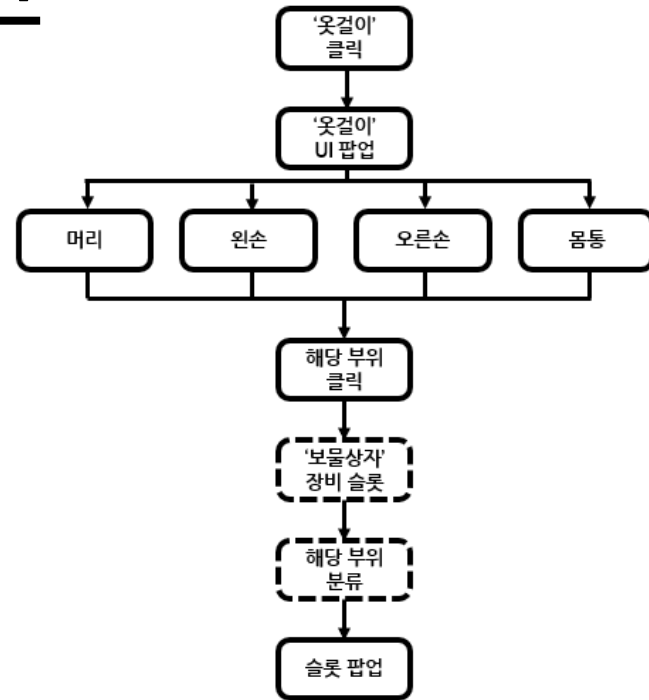 ‘옷걸이’
클릭
‘옷걸이’
UI 팝업
머리
왼손
오른손
몸통
해당 부위
클릭
‘보물상자’
장비 슬롯
해당 부위
분류
슬롯 팝업